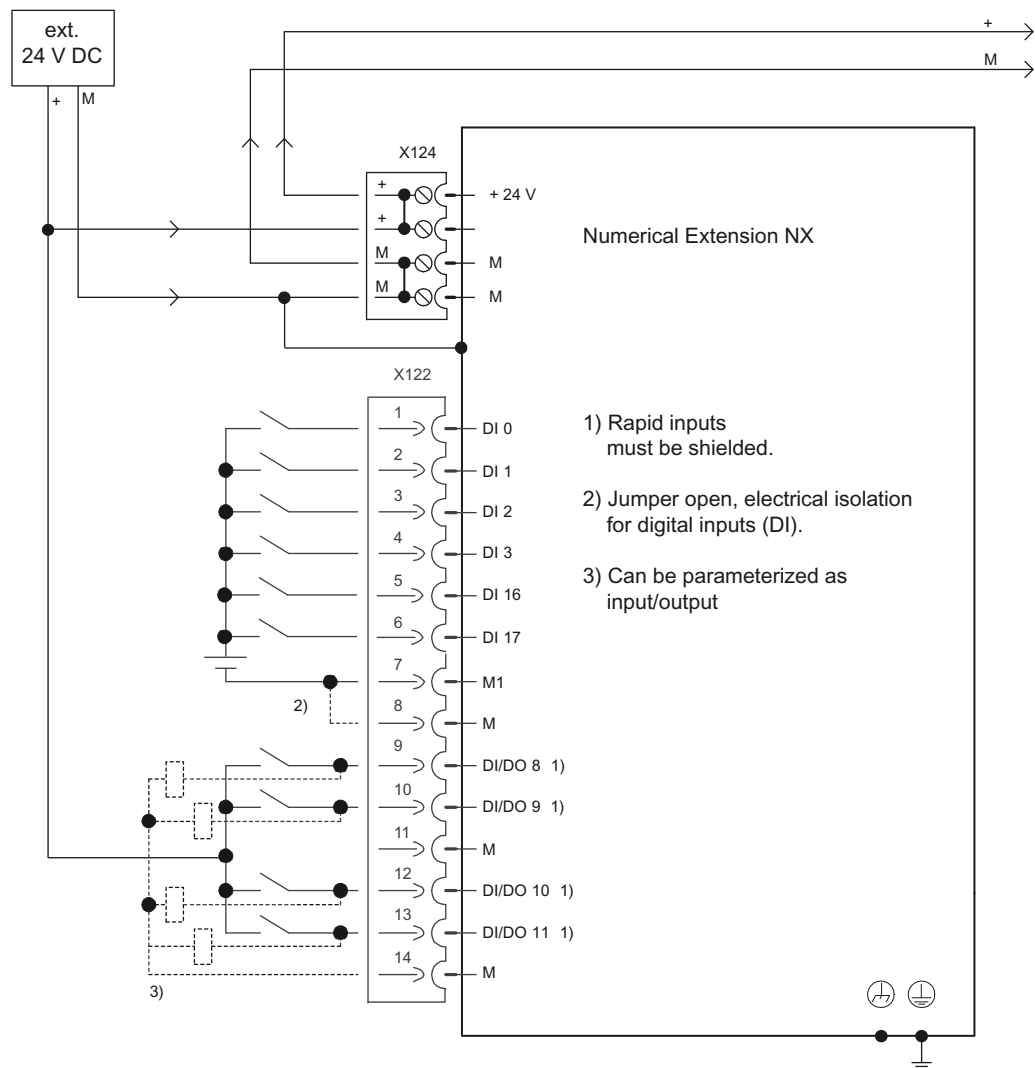 ext.
24 V DC
+
M
+
M
X124
+
+ 24 V
+
M
M
M
M
Numerical Extension NX
X122
1
DI 0
2
DI 1
3
DI 2
4
DI 3
5
DI 16
6
DI 17
7
M1
2)
8
M
9
DI/DO 8 1)
10
DI/DO 9 1)
11
M
12
DI/DO 10 1)
13
DI/DO 11 1)
14
M
3)
1) Rapid inputs
must be shielded.
2) Jumper open, electrical isolation
for digital inputs (DI).
3) Can be parameterized as
input/output